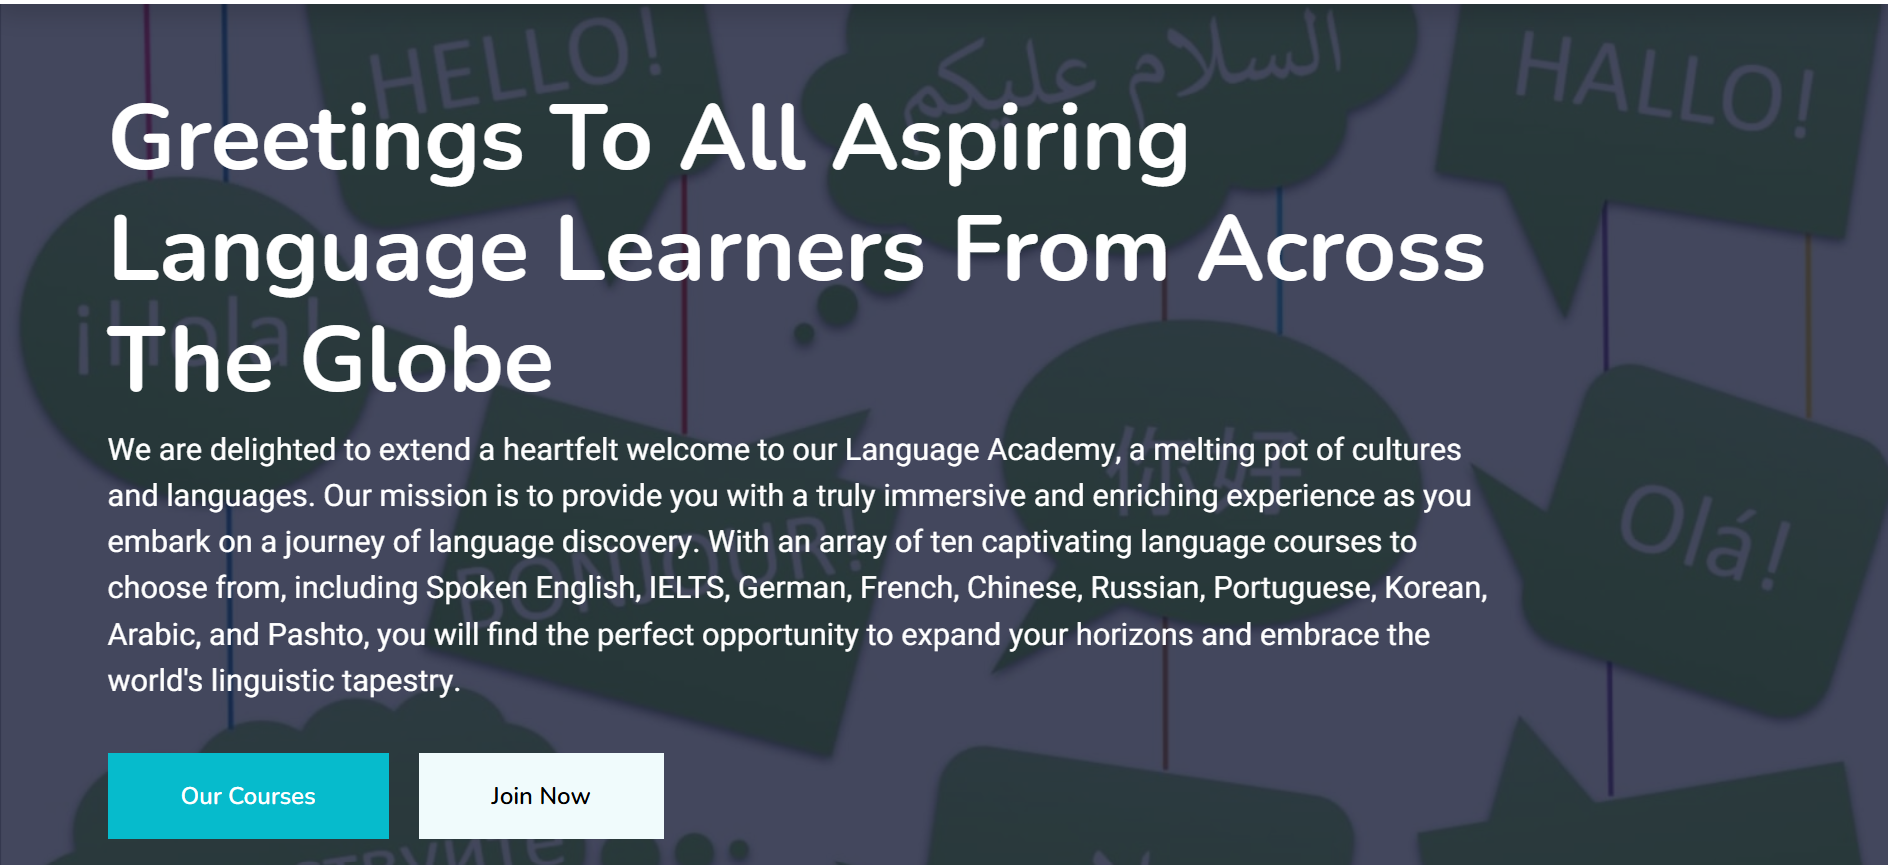 HELLO!
السلام عليكم
HALLO!
Greetings To All Aspiring
Language Learners From Across
The Globe
¡Hola!
We are delighted to extend a heartfelt welcome to our Language Academy, a melting pot of cultures
and languages. Our mission is to provide you with a truly immersive and enriching experience as you
embark on a journey of language discovery. With an array of ten captivating language courses to
choose from, including Spoken English, IELTS, German, French, Chinese, Russian, Portuguese, Korean,
Arabic, and Pashto, you will find the perfect opportunity to expand your horizons and embrace the
world's linguistic tapestry.
你好
BONJOUR!
Olá!
Our Courses
Join Now